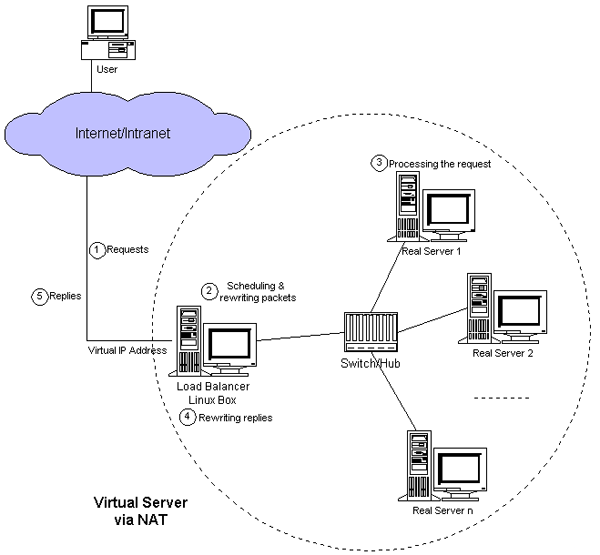 User
Internet/Intranet
3 Processing the request
Real Server 1
1 Requests
2 Scheduling &
rewriting packets
5 Replies
Virtual IP Address
Switch/Hub
Real Server 2
Load Balancer
Linux Box
4 Rewriting replies
Real Server n
Virtual Server
via NAT